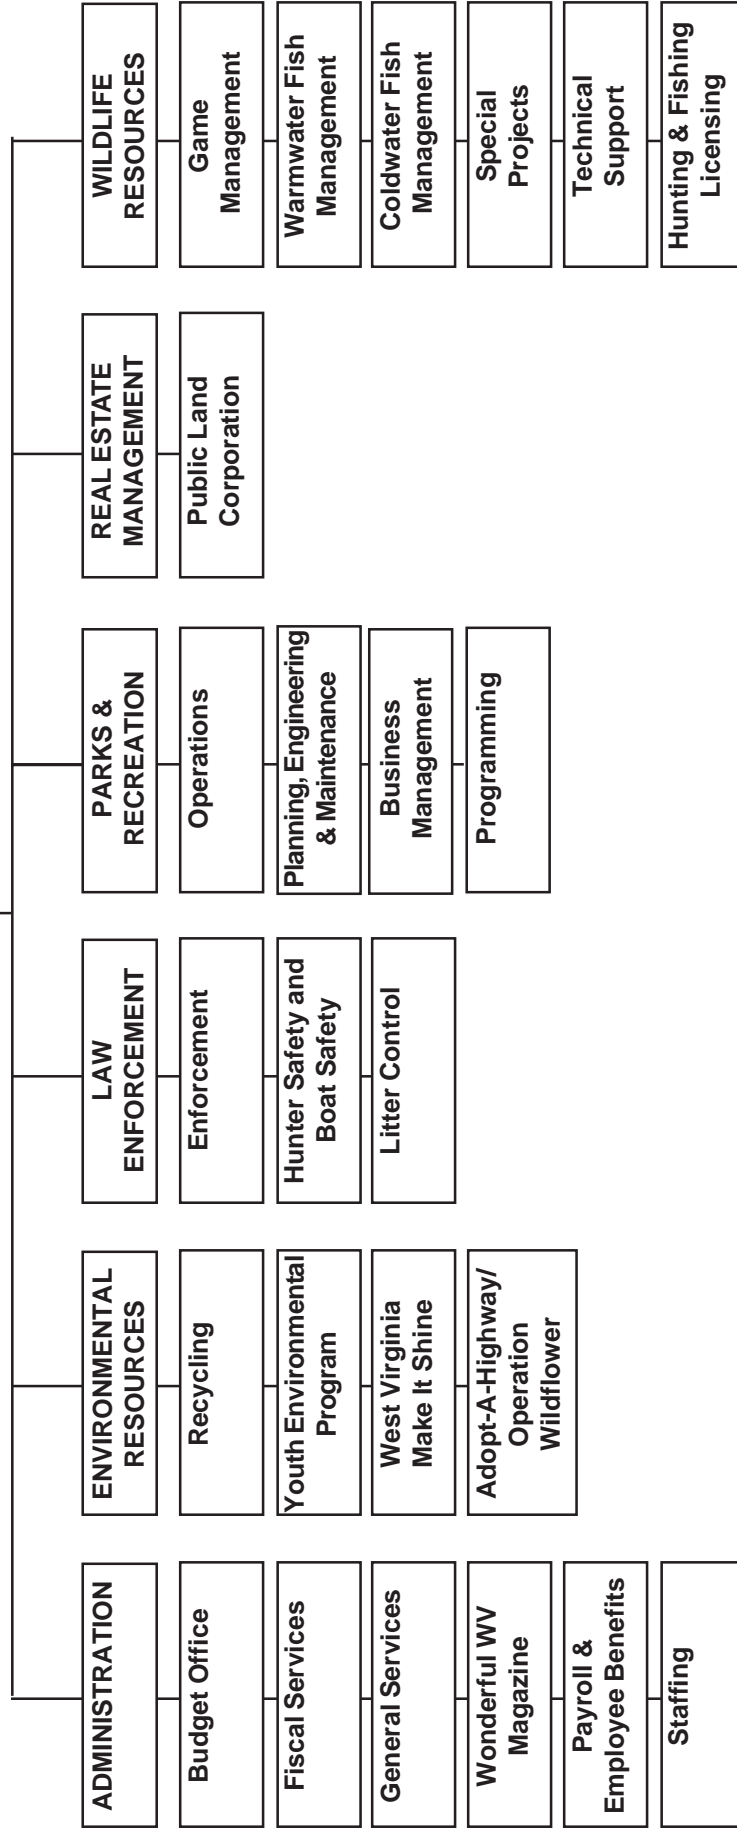 ADMINISTRATION
Budget Office
Fiscal Services
General Services
Wonderful WV
Magazine
Payroll &
Employee Benefits
Staffing
ENVIRONMENTAL
RESOURCES
Recycling
Youth Environmental
Program
West Virginia
Make It Shine
Adopt-A-Highway/
Operation
Wildflower
LAW
ENFORCEMENT
Enforcement
Hunter Safety and
Boat Safety
Litter Control
PARKS &
RECREATION
Operations
Planning, Engineering
& Maintenance
Business
Management
Programming
REAL ESTATE
MANAGEMENT
Public Land
Corporation
WILDLIFE
RESOURCES
Game
Management
Warmwater Fish
Management
Coldwater Fish
Management
Special
Projects
Technical
Support
Hunting & Fishing
Licensing